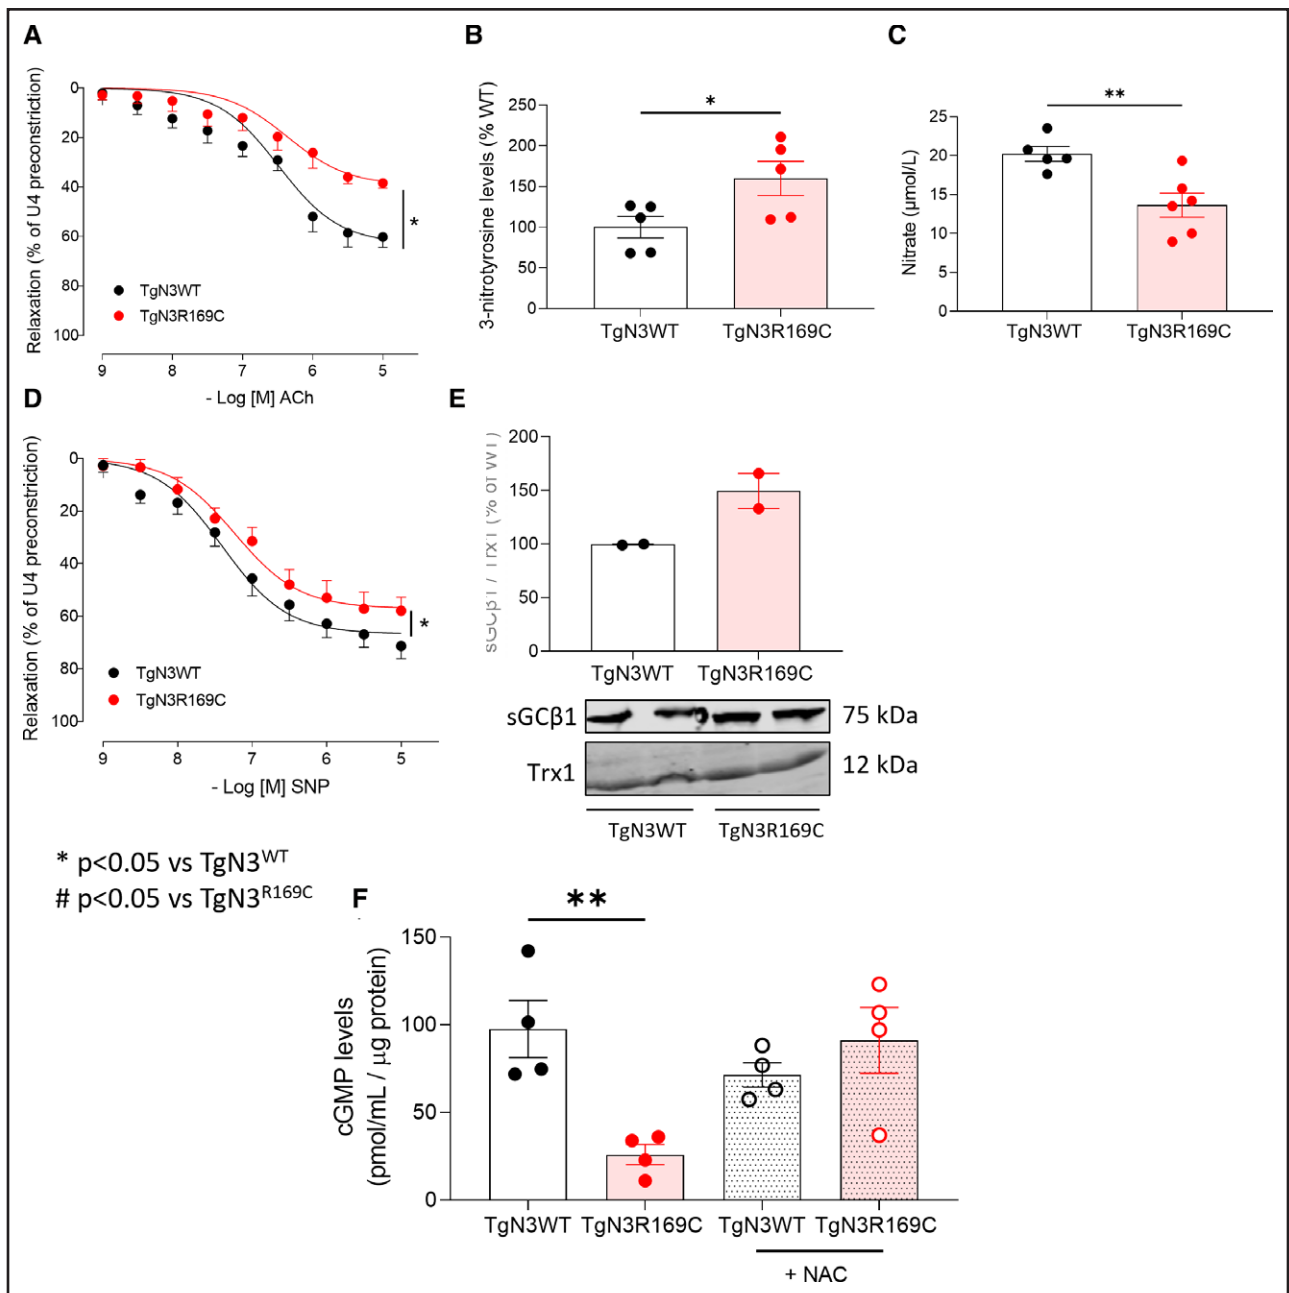 A
Relaxation (% of U4 preconstriction)
0
20
40
60
80
100
*
TgN3WT
TgN3R169C
9 8 7 6 5
- Log [M] ACh
B
3-nitrotyrosine levels (% WT)
250
200
150
100
50
0
*
TgN3WT TgN3R169C
C
Nitrate (µmol/L)
25
20
15
10
5
0
**
TgN3WT TgN3R169C
D
Relaxation (% of U4 preconstriction)
0
20
40
60
80
100
*
TgN3WT
TgN3R169C
9 8 7 6 5
- Log [M] SNP
E
sGCβ1 / Trx1 (% of WT)
200
150
100
50
0
TgN3WT TgN3R169C
sGCβ1 75 kDa
Trx1 12 kDa
TgN3WT TgN3R169C
* p<0.05 vs TgN3WT
# p<0.05 vs TgN3R169C
F
cGMP levels
(pmol/mL / µg protein)
150
100
50
0
**
TgN3WT TgN3R169C TgN3WT TgN3R169C
+ NAC